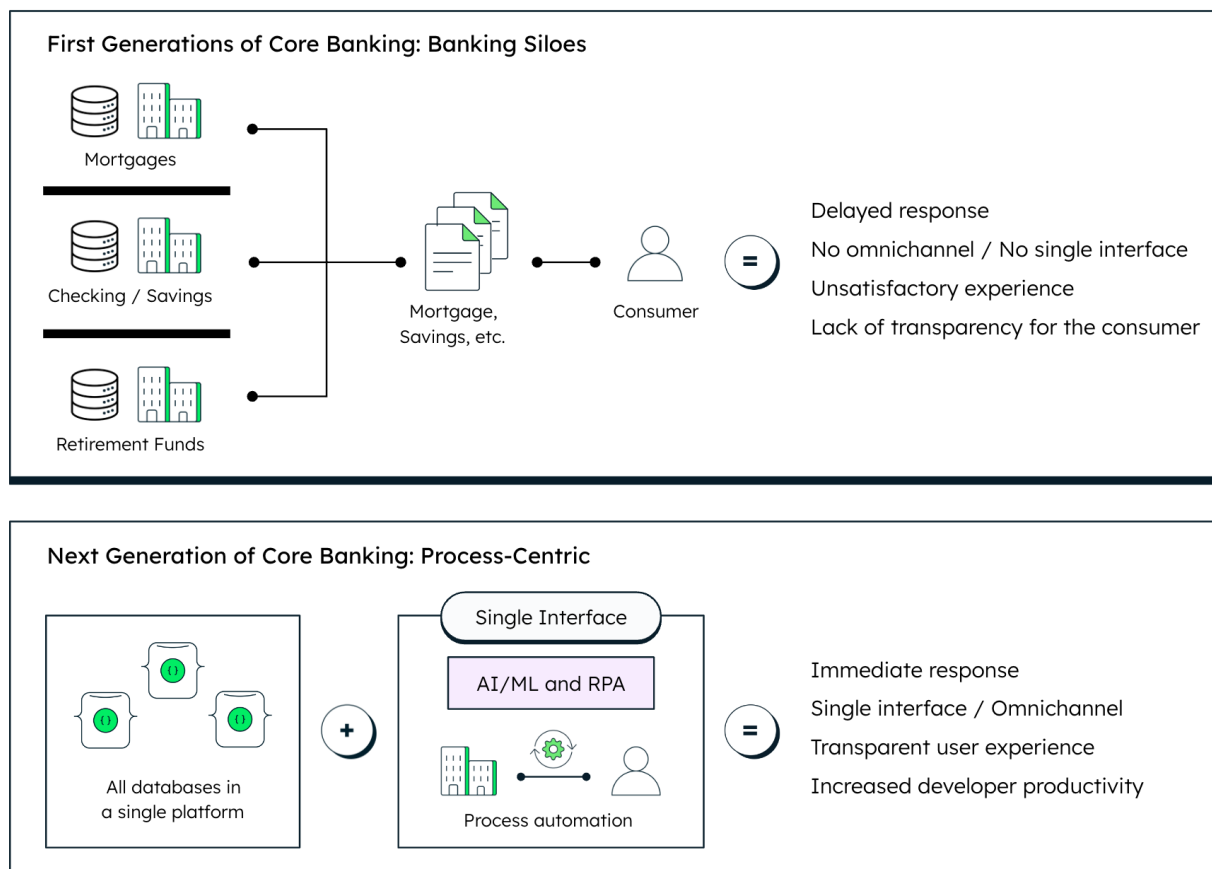 First Generations of Core Banking: Banking Siloes
Mortgages
Checking / Savings
Retirement Funds
Mortgage,
Savings, etc.
Consumer
=
Delayed response
No omnichannel / No single interface
Unsatisfactory experience
Lack of transparency for the consumer
Next Generation of Core Banking: Process-Centric
{ }
{ }
{ }
All databases in
a single platform
+
Single Interface
AI/ML and RPA
Process automation
=
Immediate response
Single interface / Omnichannel
Transparent user experience
Increased developer productivity